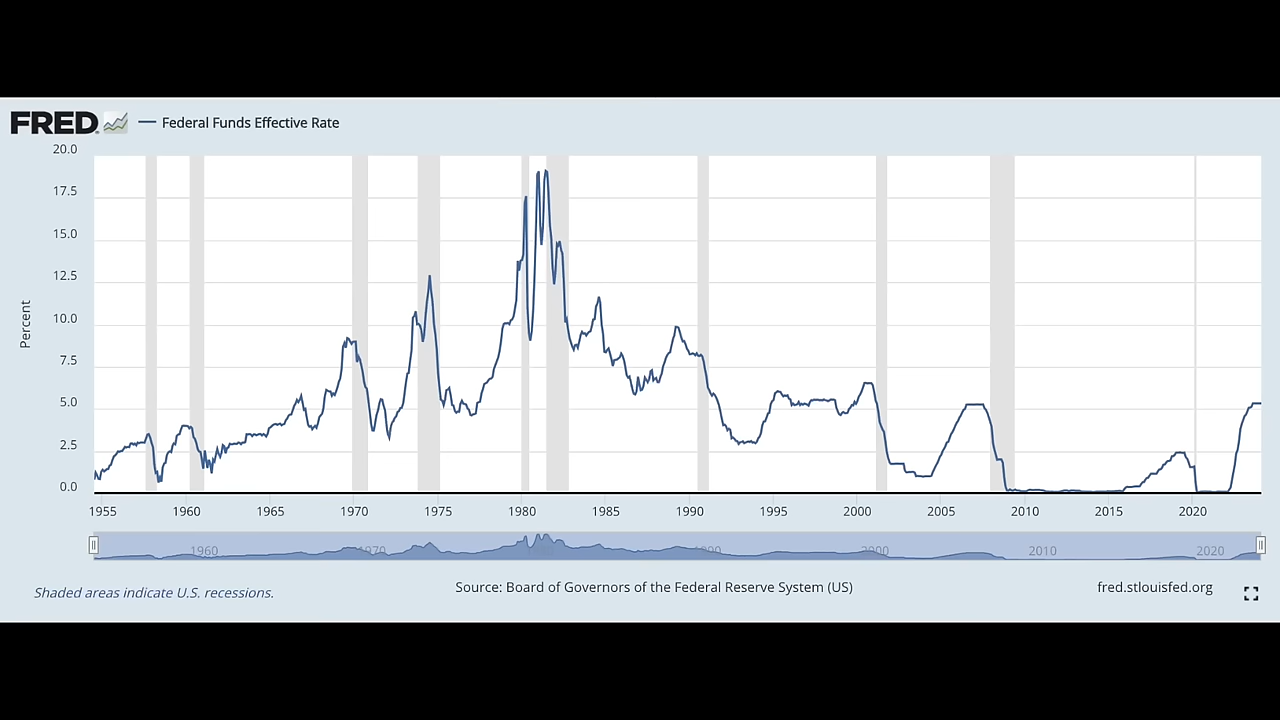 FRED
Federal Funds Effective Rate
20.0
17.5
15.0
12.5
10.0
7.5
5.0
2.5
0.0
Percent
1955 1960 1965 1970 1975 1980 1985 1990 1995 2000 2005 2010 2015 2020
1960 1970 1990 2000 2010 2020
Shaded areas indicate U.S. recessions.
Source: Board of Governors of the Federal Reserve System (US)
fred.stlouisfed.org